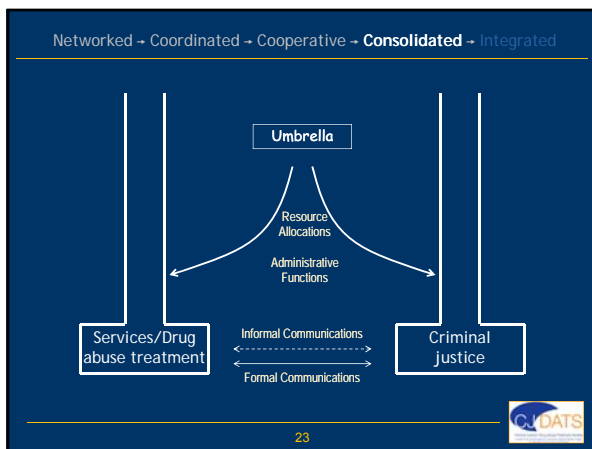 Networked → Coordinated → Cooperative → Consolidated → Integrated
Umbrella
Resource
Allocations
Administrative
Functions
Services/Drug
abuse treatment
Informal Communications
Formal Communications
Criminal
justice
23
CJDATS